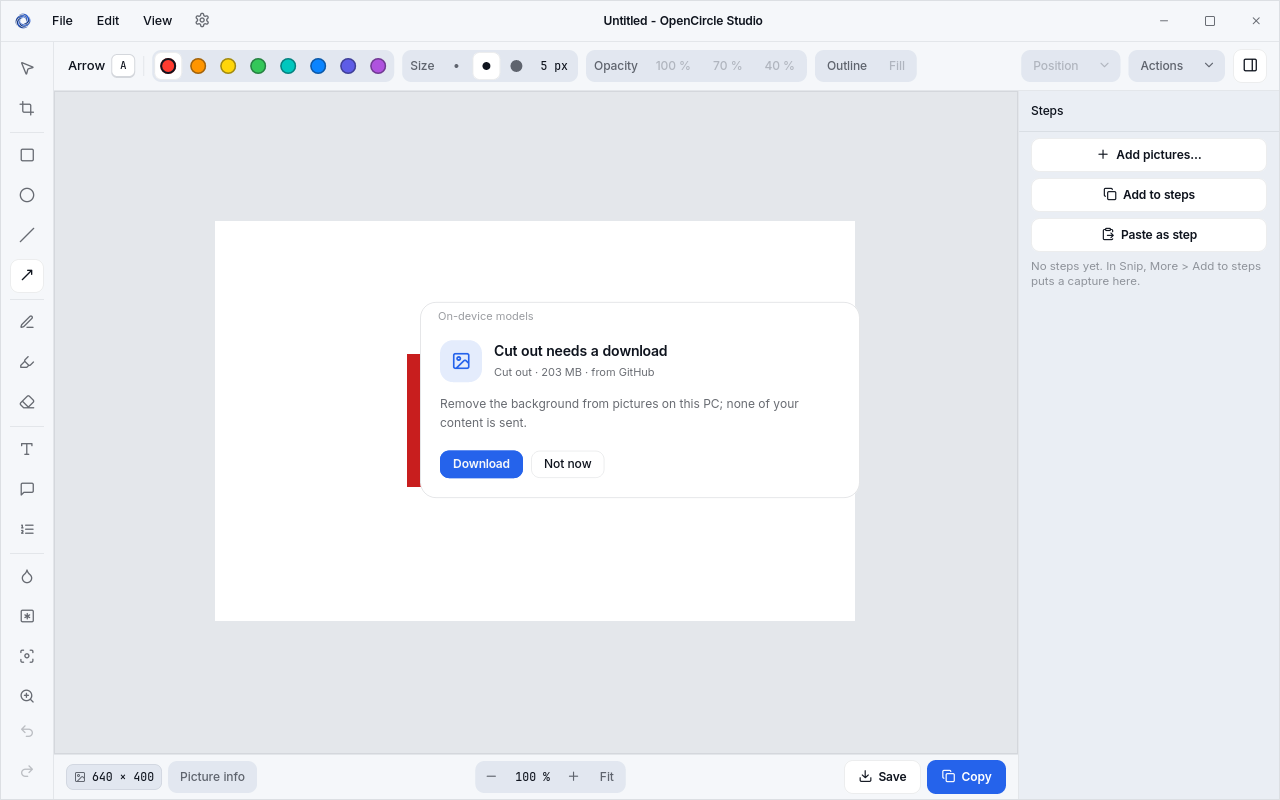 File Edit View Untitled - OpenCircle Studio
Arrow A Size 5 px Opacity 100 % 70 % 40 % Outline Fill Position Actions
Steps
Add pictures...
Add to steps
Paste as step
No steps yet. In Snip, More > Add to steps
puts a capture here.
On-device models
Cut out needs a download
Cut out · 203 MB · from GitHub
Remove the background from pictures on this PC; none of your
content is sent.
Download Not now
640 × 400 Picture info 100 % Fit Save Copy